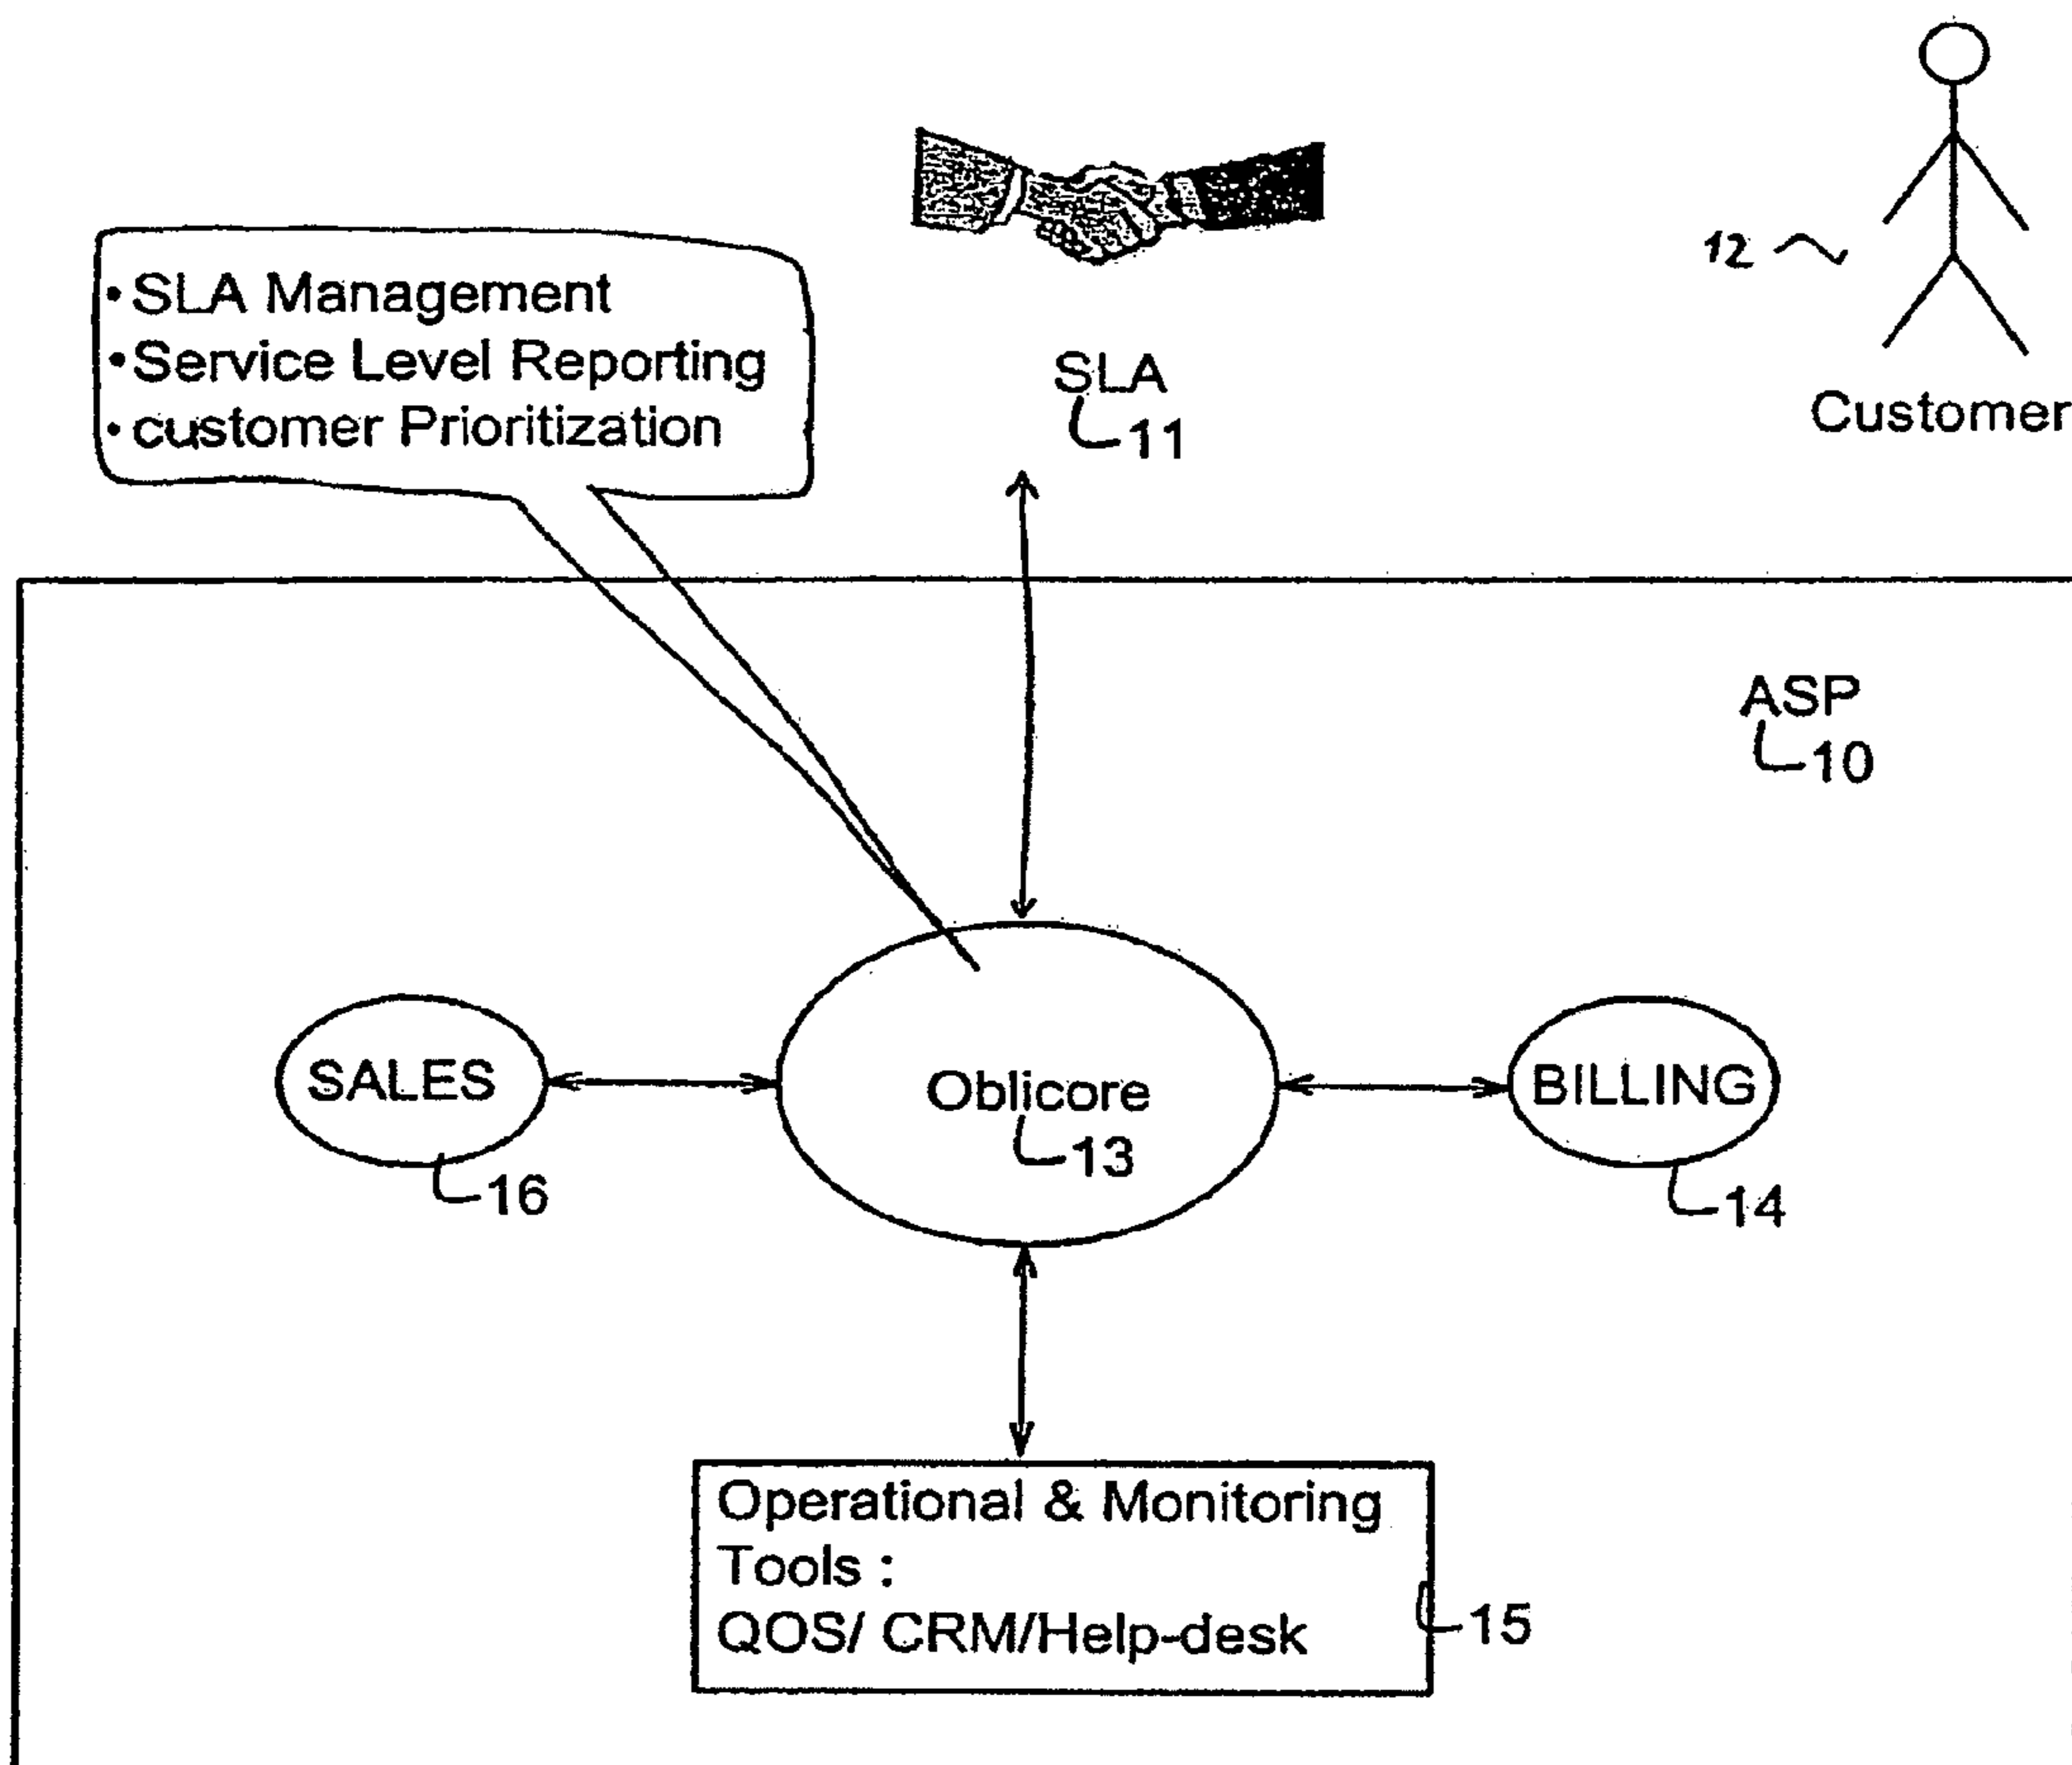 • SLA Management
• Service Level Reporting
• customer Prioritization
SLA
11
12
Customer
ASP
10
SALES
16
Oblicore
13
BILLING
14
Operational & Monitoring
Tools :
QOS/ CRM/Help-desk
15